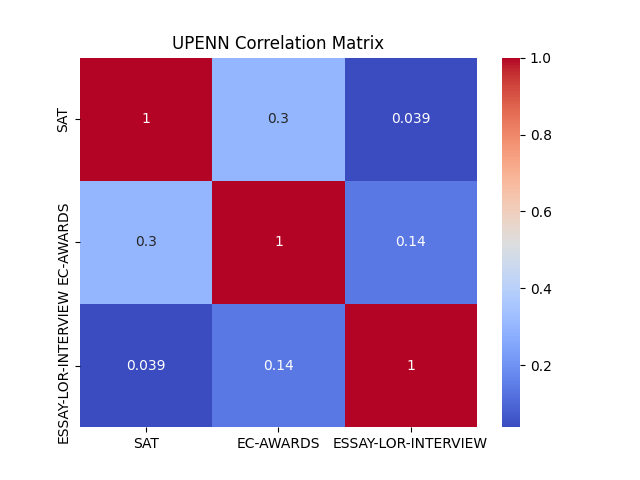 UPENN Correlation Matrix
SAT
EC-AWARDS
ESSAY-LOR-INTERVIEW
1 0.3 0.039
0.3 1 0.14
0.039 0.14 1
SAT EC-AWARDS ESSAY-LOR-INTERVIEW
1.0
0.8
0.6
0.4
0.2